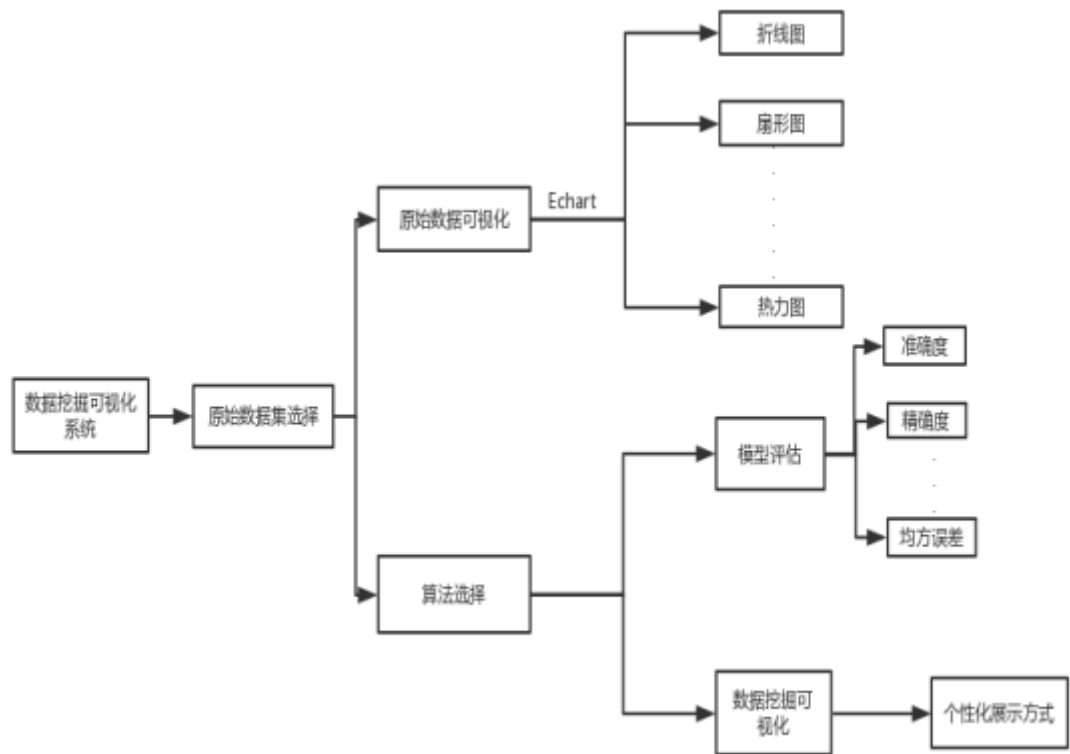 折线图
扇形图
Echart
原始数据可视化
热力图
准确度
数据挖掘可视化
系统
原始数据集选择
精确度
模型评估
均方误差
算法选择
数据挖掘可
视化
个性化展示方式